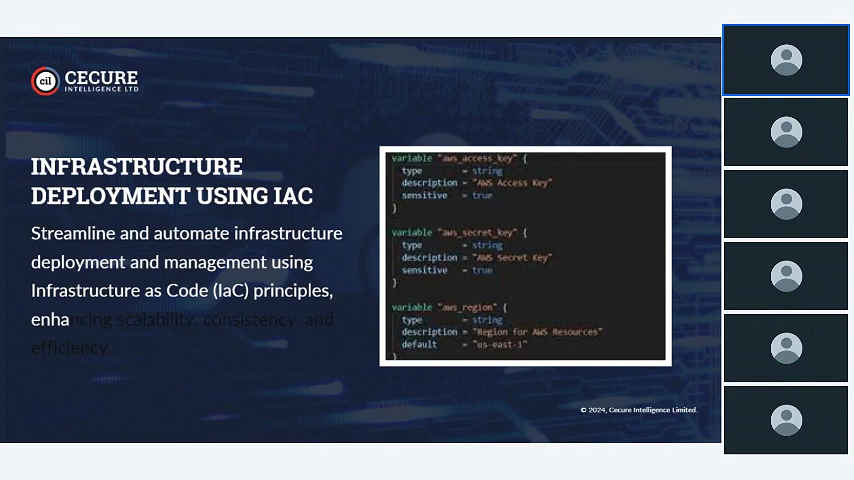 cil CECURE
INTELLIGENCE LTD
INFRASTRUCTURE
DEPLOYMENT USING IAC
Streamline and automate infrastructure
deployment and management using
Infrastructure as Code (IaC) principles,
enhancing scalability, consistency, and
efficiency.
variable "aws_access_key" {
type = string
description = "AWS Access Key"
sensitive = true
}
variable "aws_secret_key" {
type = string
description = "AWS Secret Key"
sensitive = true
}
variable "aws_region" {
type = string
description = "Region for AWS Resources"
default = "us-east-1"
}
© 2024, Cecure Intelligence Limited.